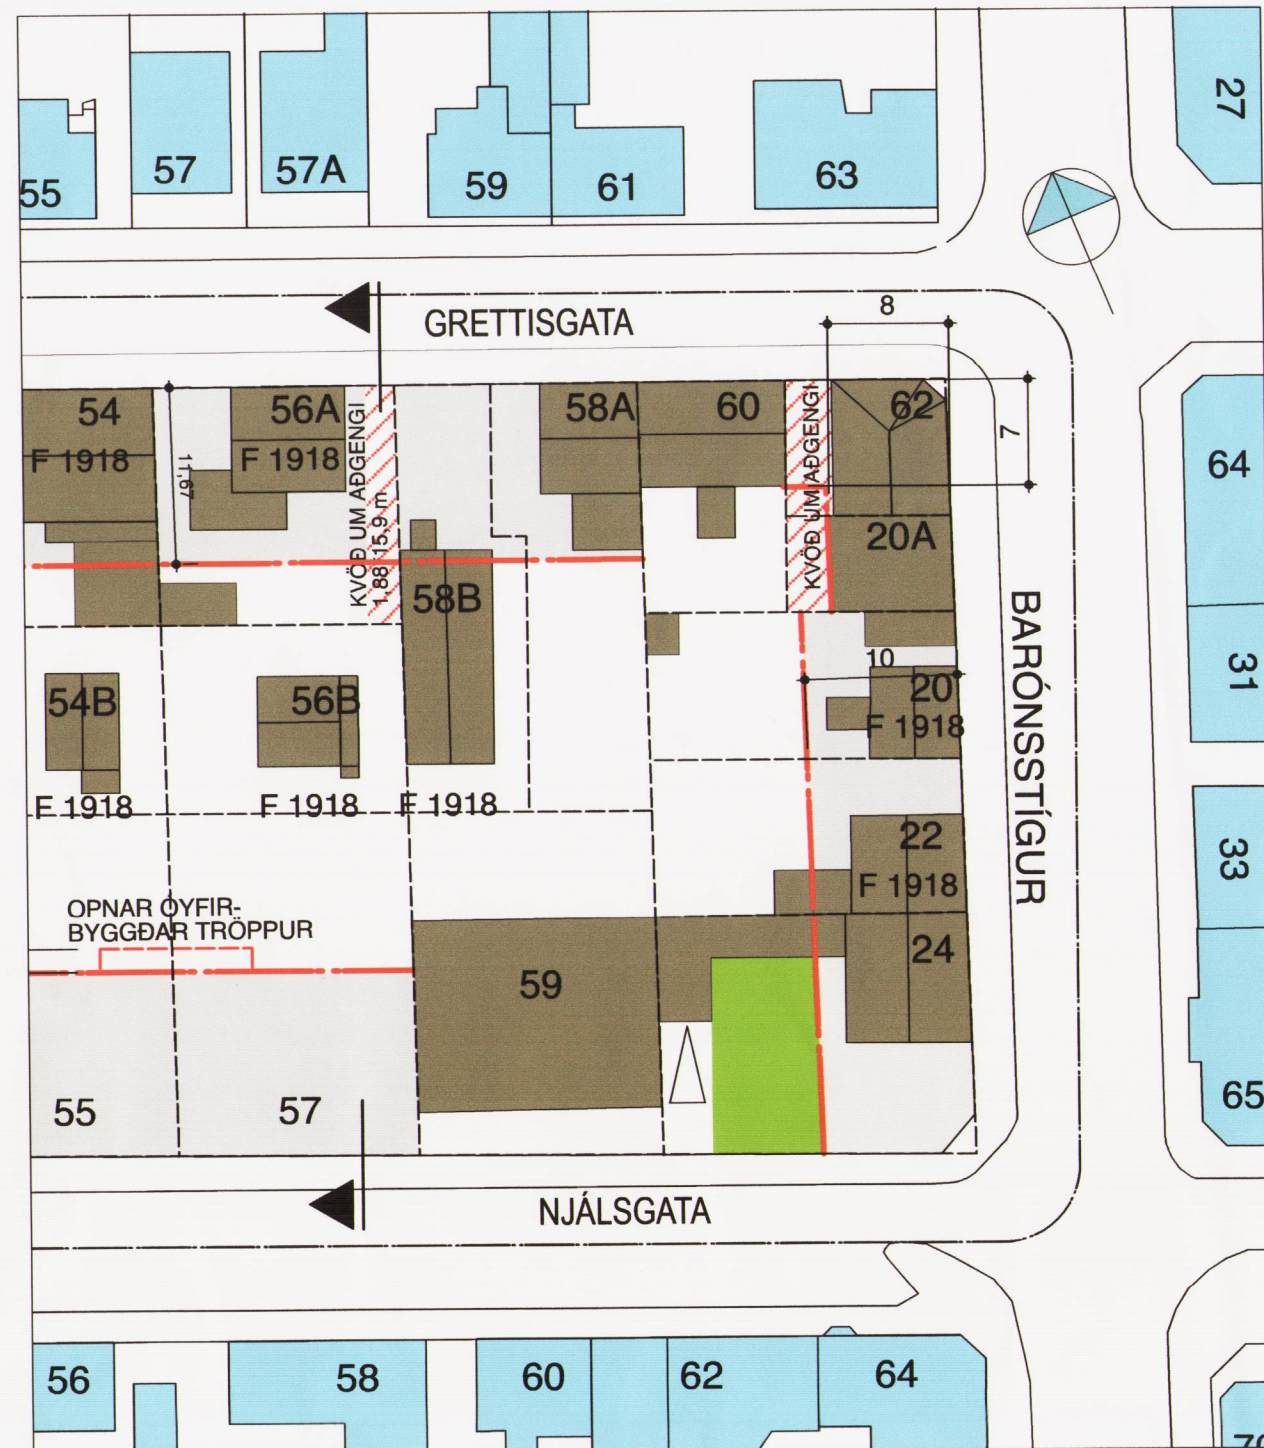 27
55
57
57A
59
61
63
GRETTISGATA
8
54
F 1918
56A
F 1918
58A
60
62
7
11,67
KVÖÐ UM AÐGENGI
1,88 15,9 m
KVÖÐ UM AÐGENGI
64
20A
58B
10
20
F 1918
BARÓNSSTÍGUR
31
54B
F 1918
56B
F 1918
F 1918
22
F 1918
33
OPNAR ÓYFIR-
BYGGÐAR TRÖPPUR
59
24
55
57
65
NJÁLSGATA
56
58
60
62
64